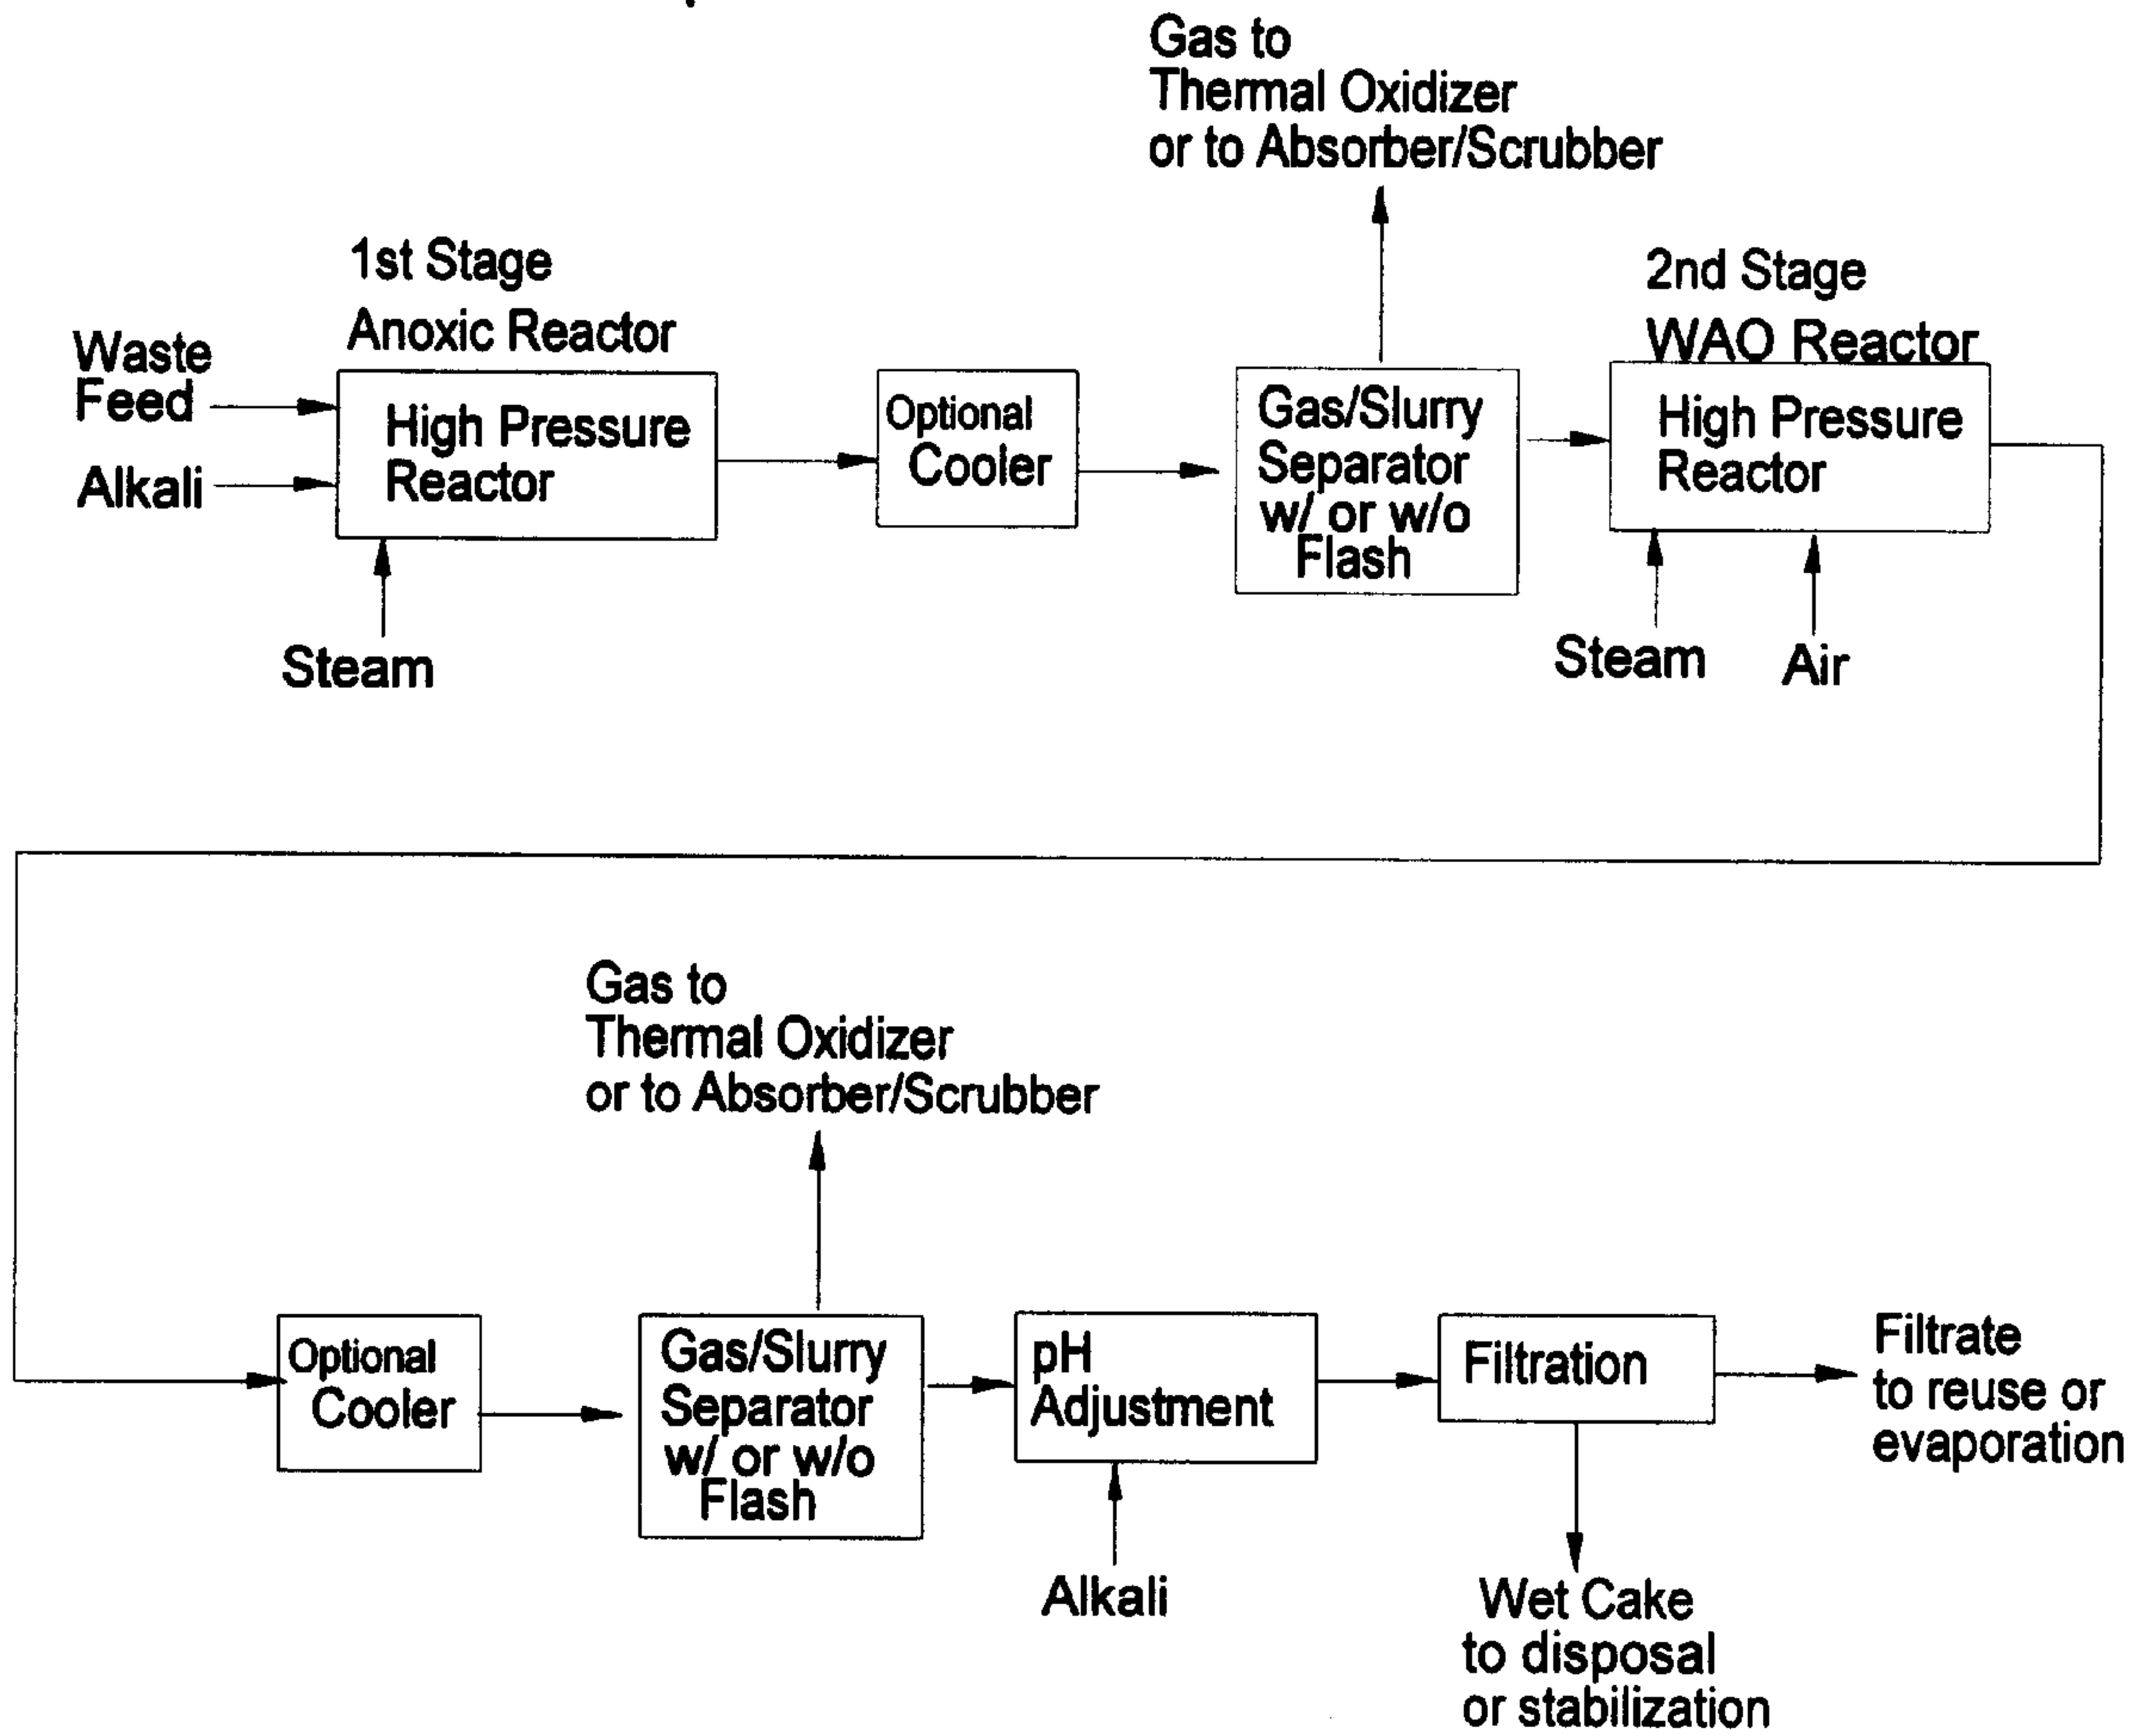 Gas to
Thermal Oxidizer
or to Absorber/Scrubber
1st Stage
Anoxic Reactor
2nd Stage
WAO Reactor
Waste
Feed
Alkali
High Pressure
Reactor
Optional
Cooler
Gas/Slurry
Separator
w/ or w/o
Flash
High Pressure
Reactor
Steam
Steam
Air
Gas to
Thermal Oxidizer
or to Absorber/Scrubber
Optional
Cooler
Gas/Slurry
Separator
w/ or w/o
Flash
pH
Adjustment
Filtration
Filtrate
to reuse or
evaporation
Alkali
Wet Cake
to disposal
or stabilization